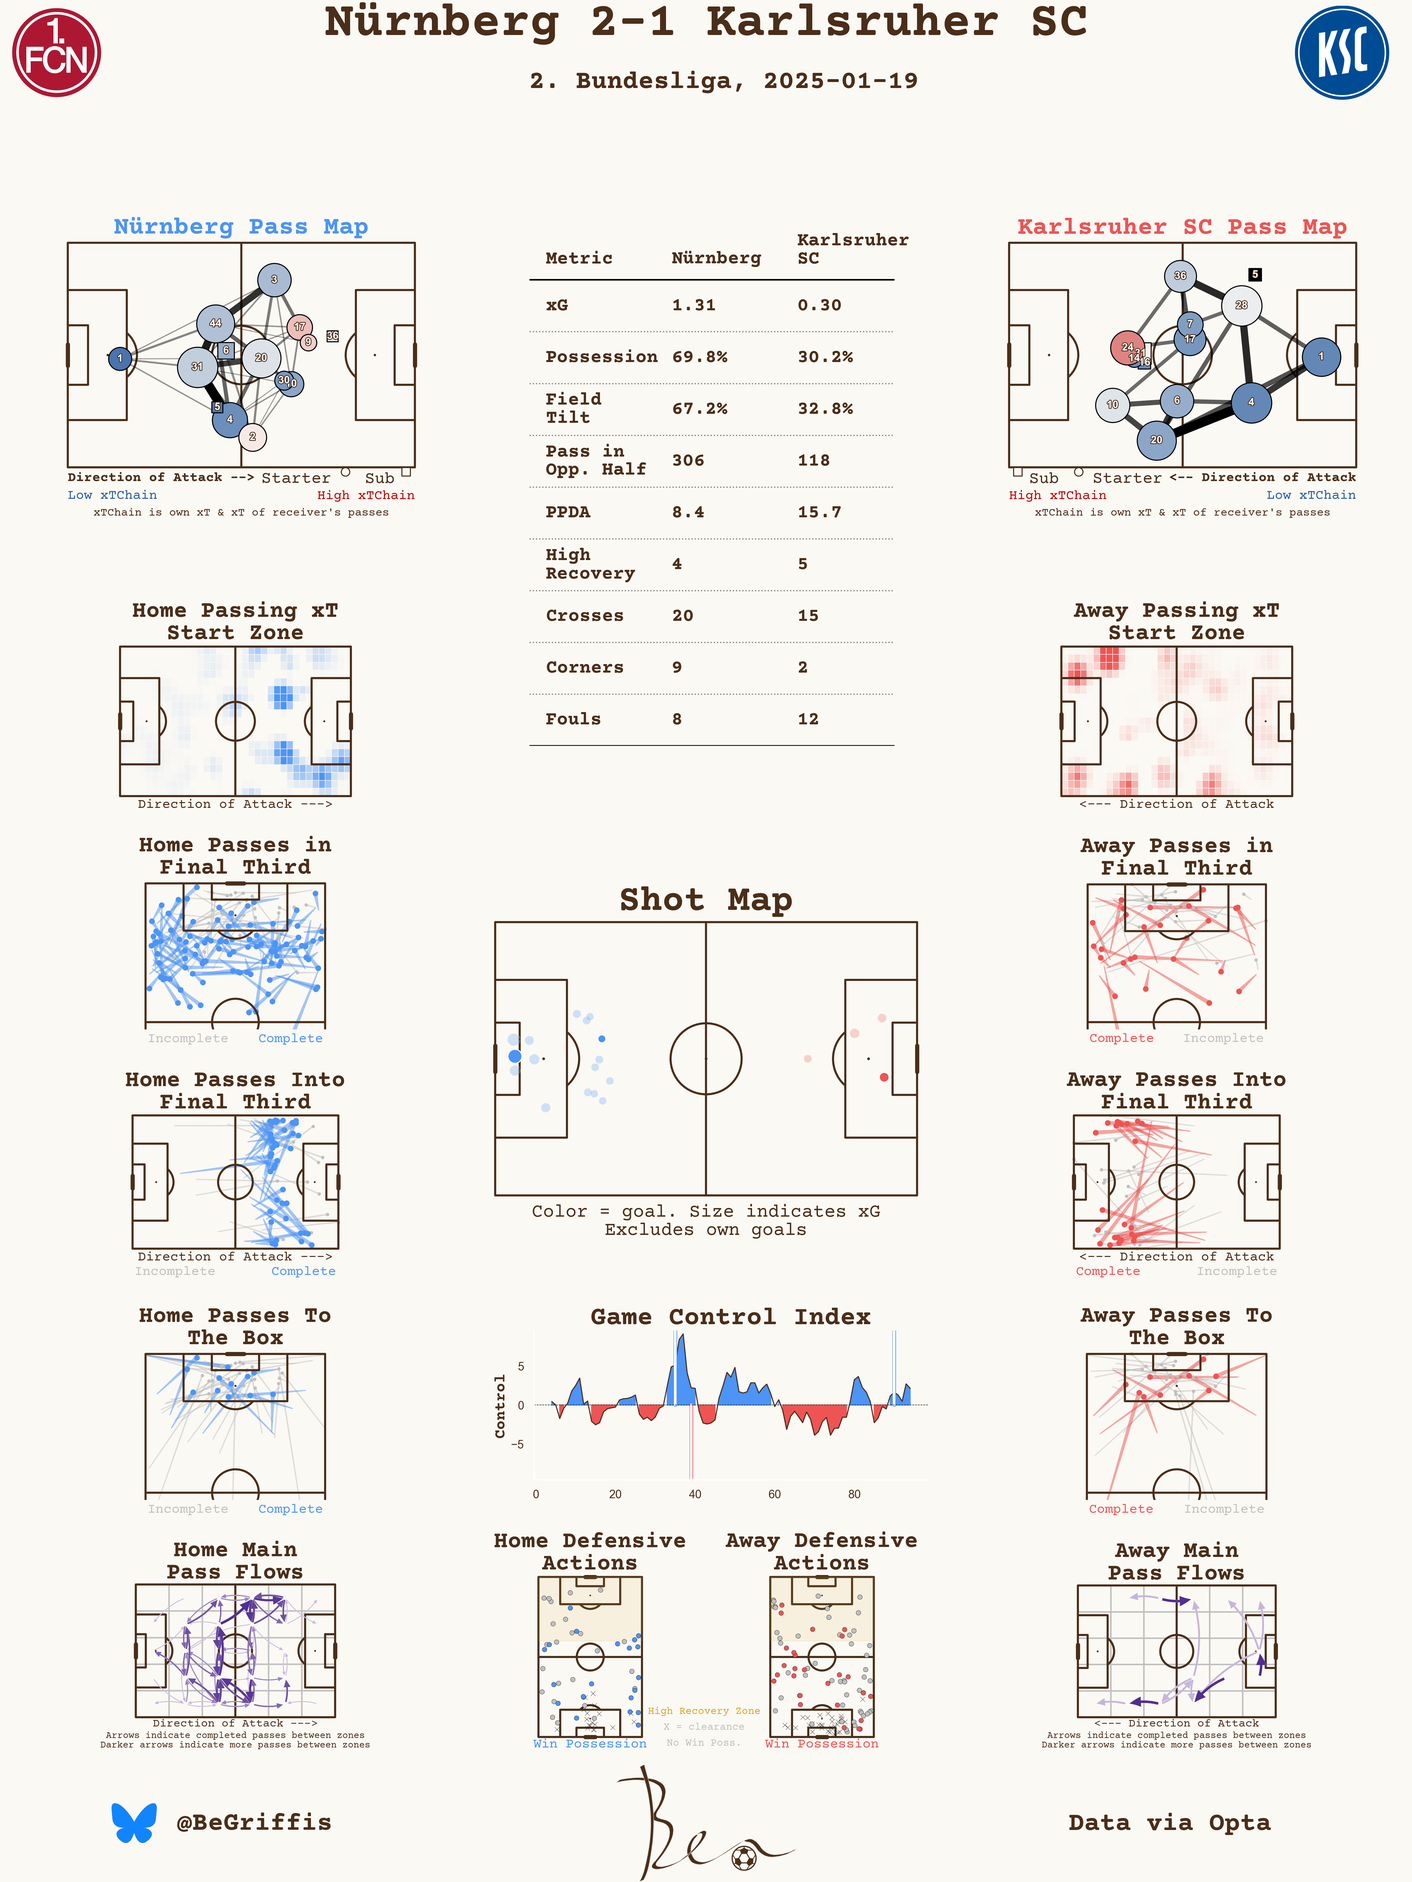 Nürnberg 2-1 Karlsruher SC
1.
FCN
KSC
2. Bundesliga, 2025-01-19
Nürnberg Pass Map
3
44
17
9
36
6
1
31
20
30
10
5
4
2
Direction of Attack --> Starter Sub
Low xTChain High xTChain
xTChain is own xT & xT of receiver's passes
Karlsruher
Metric Nürnberg SC
xG 1.31 0.30
Possession 69.8% 30.2%
Field
Tilt 67.2% 32.8%
Pass in
Opp. Half 306 118
PPDA 8.4 15.7
High
Recovery 4 5
Crosses 20 15
Corners 9 2
Fouls 8 12
Karlsruher SC Pass Map
36
5
28
7
17
24
31
14
16
1
10
6
4
20
Sub Starter <-- Direction of Attack
High xTChain Low xTChain
xTChain is own xT & xT of receiver's passes
Home Passing xT
Start Zone
Direction of Attack --->
Away Passing xT
Start Zone
<--- Direction of Attack
Home Passes in
Final Third
Incomplete Complete
Away Passes in
Final Third
Complete Incomplete
Shot Map
Color = goal. Size indicates xG
Excludes own goals
Home Passes Into
Final Third
Direction of Attack --->
Incomplete Complete
Away Passes Into
Final Third
<--- Direction of Attack
Complete Incomplete
Home Passes To
The Box
Incomplete Complete
Game Control Index
Control
5
0
−5
0 20 40 60 80
Away Passes To
The Box
Complete Incomplete
Home Main
Pass Flows
Direction of Attack --->
Arrows indicate completed passes between zones
Darker arrows indicate more passes between zones
Home Defensive
Actions
Win Possession
High Recovery Zone
X = clearance
No Win Poss.
Away Defensive
Actions
Win Possession
Away Main
Pass Flows
<--- Direction of Attack
Arrows indicate completed passes between zones
Darker arrows indicate more passes between zones
@BeGriffis
Ben
Data via Opta